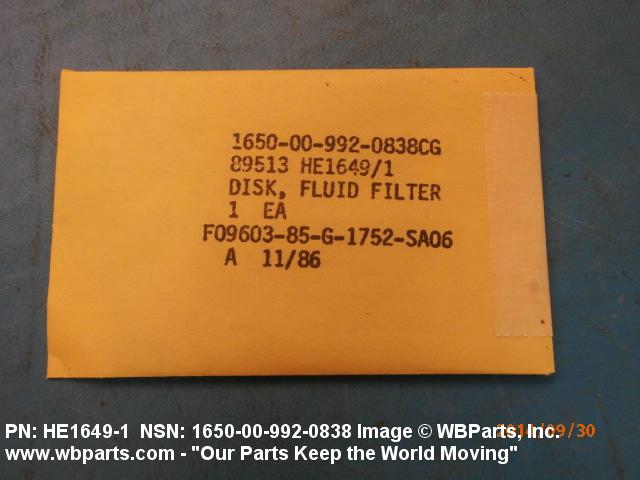 1650-00-992-0838CG
89513 HE1649/1
DISK, FLUID FILTER
1 EA
F09603-85-G-1752-SA06
A 11/86
PN: HE1649-1 NSN: 1650-00-992-0838 Image © WBParts, Inc.
www.wbparts.com - "Our Parts Keep the World Moving"